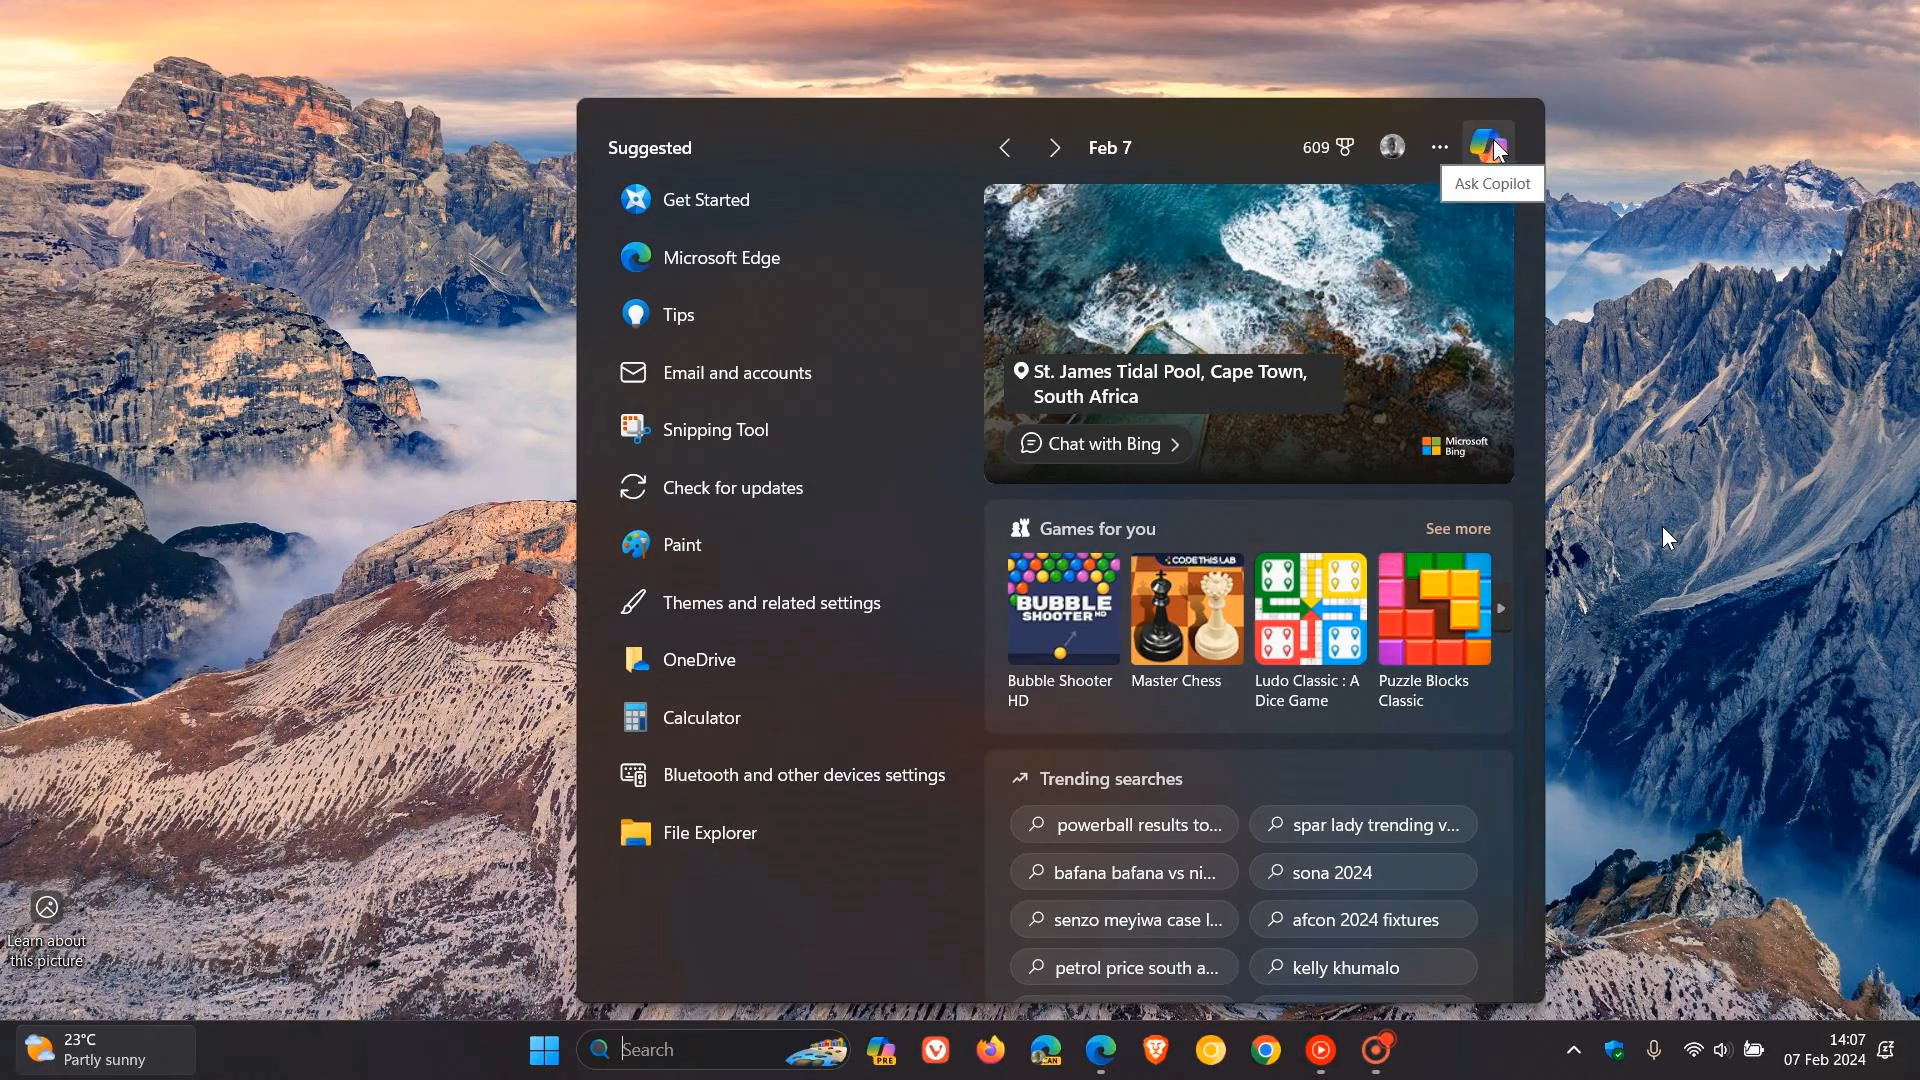 Suggested
Feb 7
609
Ask Copilot
Get Started
Microsoft Edge
Tips
Email and accounts
Snipping Tool
Check for updates
Paint
Themes and related settings
OneDrive
Calculator
Bluetooth and other devices settings
File Explorer
St. James Tidal Pool, Cape Town,
South Africa
Chat with Bing
Microsoft
Bing
Games for you
See more
BUBBLE
SHOOTER HD
CODETHISLAB
Bubble Shooter
HD
Master Chess
Ludo Classic : A
Dice Game
Puzzle Blocks
Classic
Trending searches
powerball results to...
spar lady trending v...
bafana bafana vs ni...
sona 2024
senzo meyiwa case l...
afcon 2024 fixtures
petrol price south a...
kelly khumalo
Learn about
this picture
23°C
Partly sunny
Search
PRE
CAN
14:07
07 Feb 2024